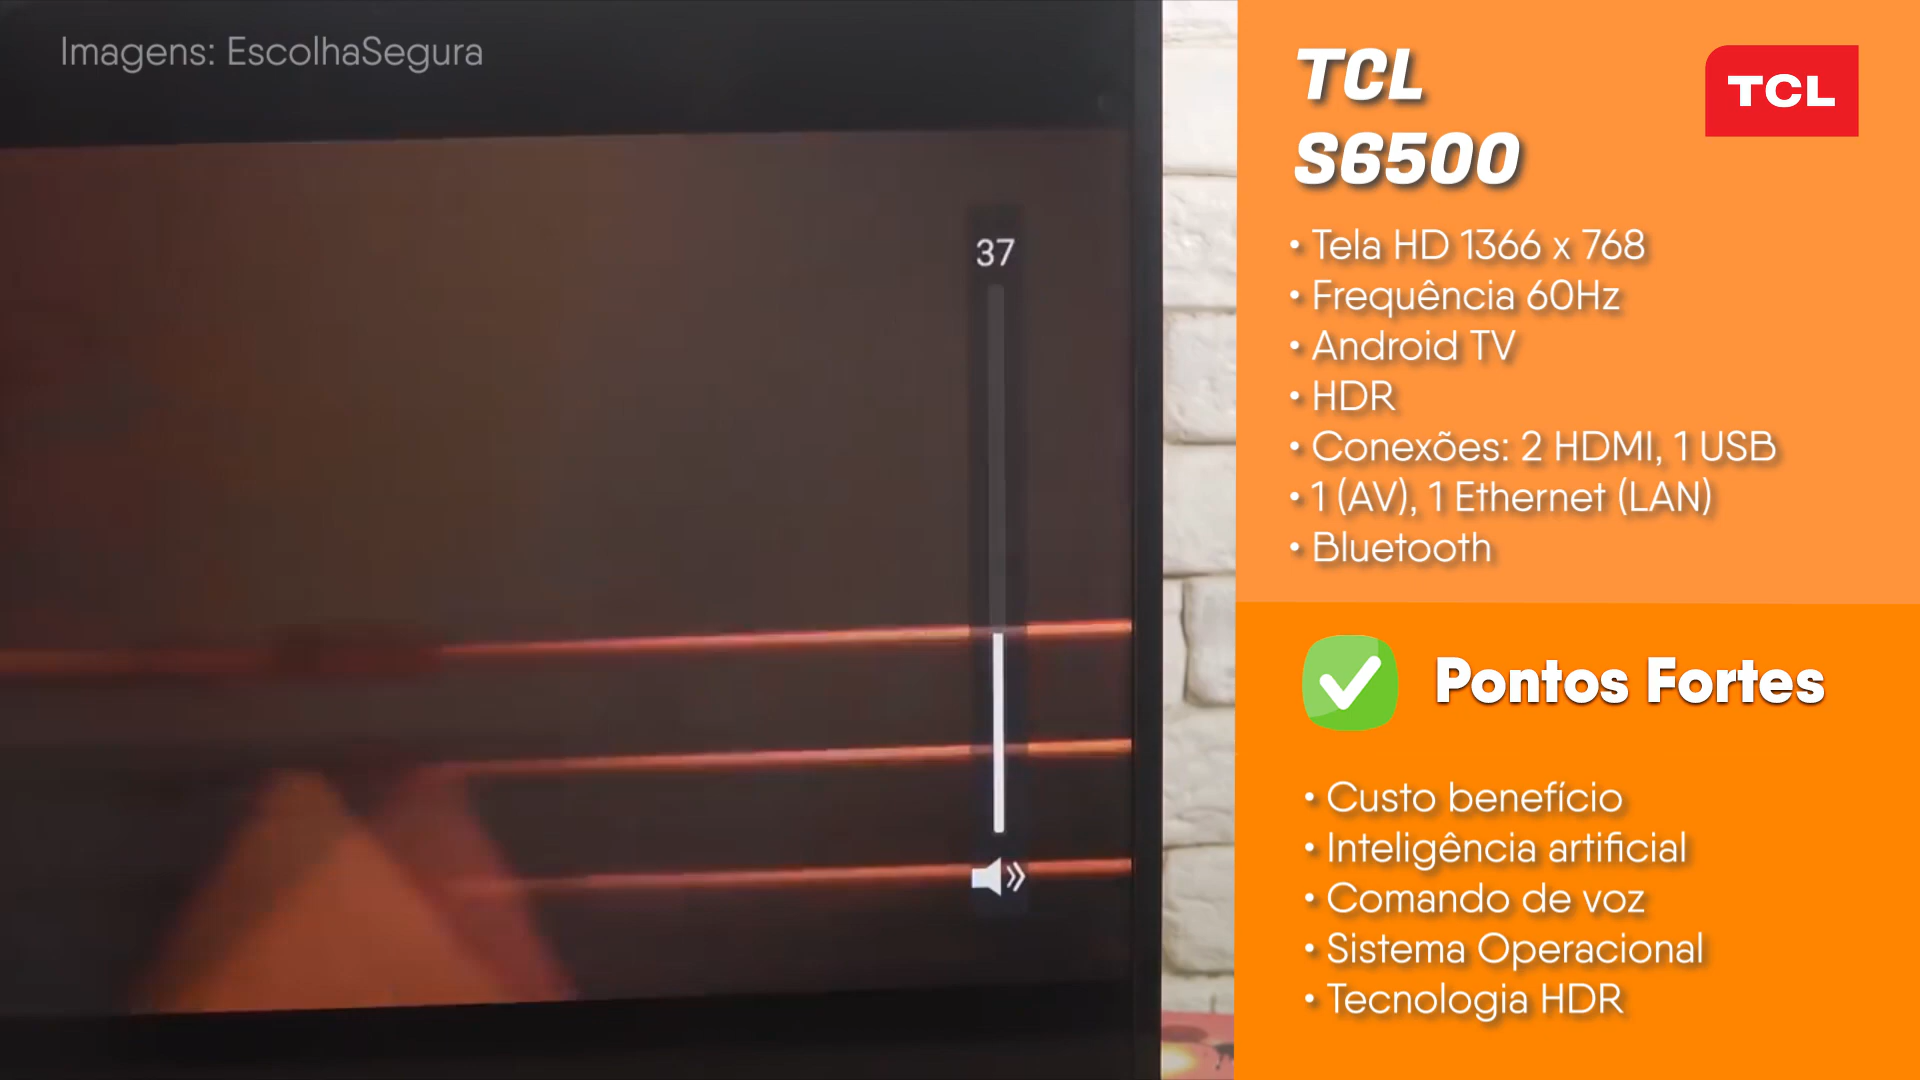 Imagens: EscolhaSegura
37
TCL
S6500
TCL
• Tela HD 1366 x 768
• Frequência 60Hz
• Android TV
• HDR
• Conexões: 2 HDMI, 1 USB
• 1 (AV), 1 Ethernet (LAN)
• Bluetooth
Pontos Fortes
• Custo benefício
• Inteligência artificial
• Comando de voz
• Sistema Operacional
• Tecnologia HDR